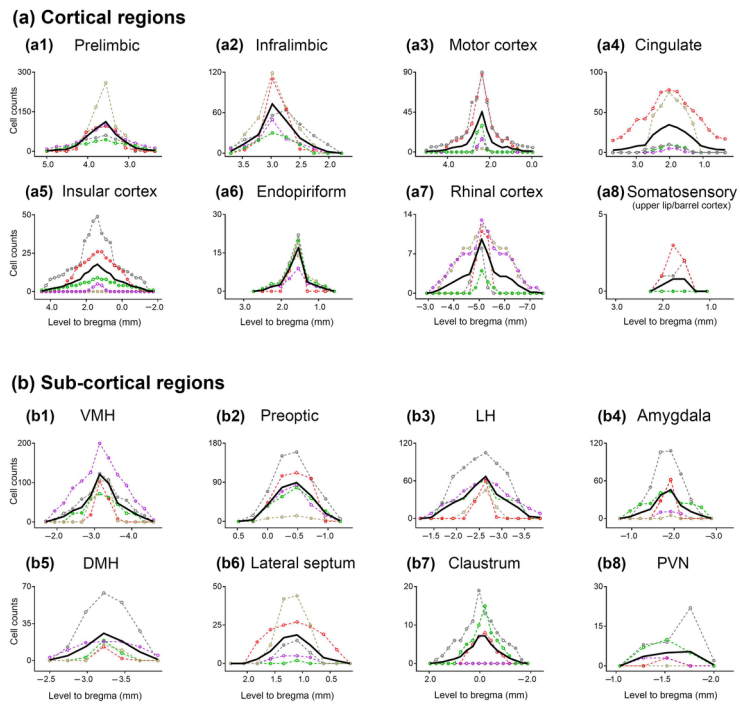 (a) Cortical regions
(a1) Prelimbic
(a2) Infralimbic
(a3) Motor cortex
(a4) Cingulate
300
150
0
Cell counts
5.0 4.0 3.0
120
60
0
3.5 3.0 2.5 2.0
90
45
0
4.0 2.0 0.0
100
50
0
3.0 2.0 1.0
(a5) Insular cortex
(a6) Endopiriform
(a7) Rhinal cortex
(a8) Somatosensory
(upper lip/barrel cortex)
50
25
0
Cell counts
4.0 2.0 0.0 −2.0
Level to bregma (mm)
30
15
0
3.0 2.0 1.0
Level to bregma (mm)
14
7
0
−3.0 −4.0 −5.0 −6.0 −7.0
Level to bregma (mm)
5
0
3.0 2.0 1.0
Level to bregma (mm)
(b) Sub-cortical regions
(b1) VMH
(b2) Preoptic
(b3) LH
(b4) Amygdala
200
100
0
Cell counts
−2.0 −3.0 −4.0
180
90
0
0.5 0.0 −0.5 −1.0
120
60
0
−1.5 −2.5 −3.5
120
60
0
−1.0 −2.0 −3.0
(b5) DMH
(b6) Lateral septum
(b7) Claustrum
(b8) PVN
70
35
0
Cell counts
−2.5 −3.0 −3.5
Level to bregma (mm)
60
30
0
2.0 1.5 1.0 0.5
Level to bregma (mm)
20
10
0
2.0 0.0 −2.0
Level to bregma (mm)
30
15
0
−1.0 −1.5 −2.0
Level to bregma (mm)